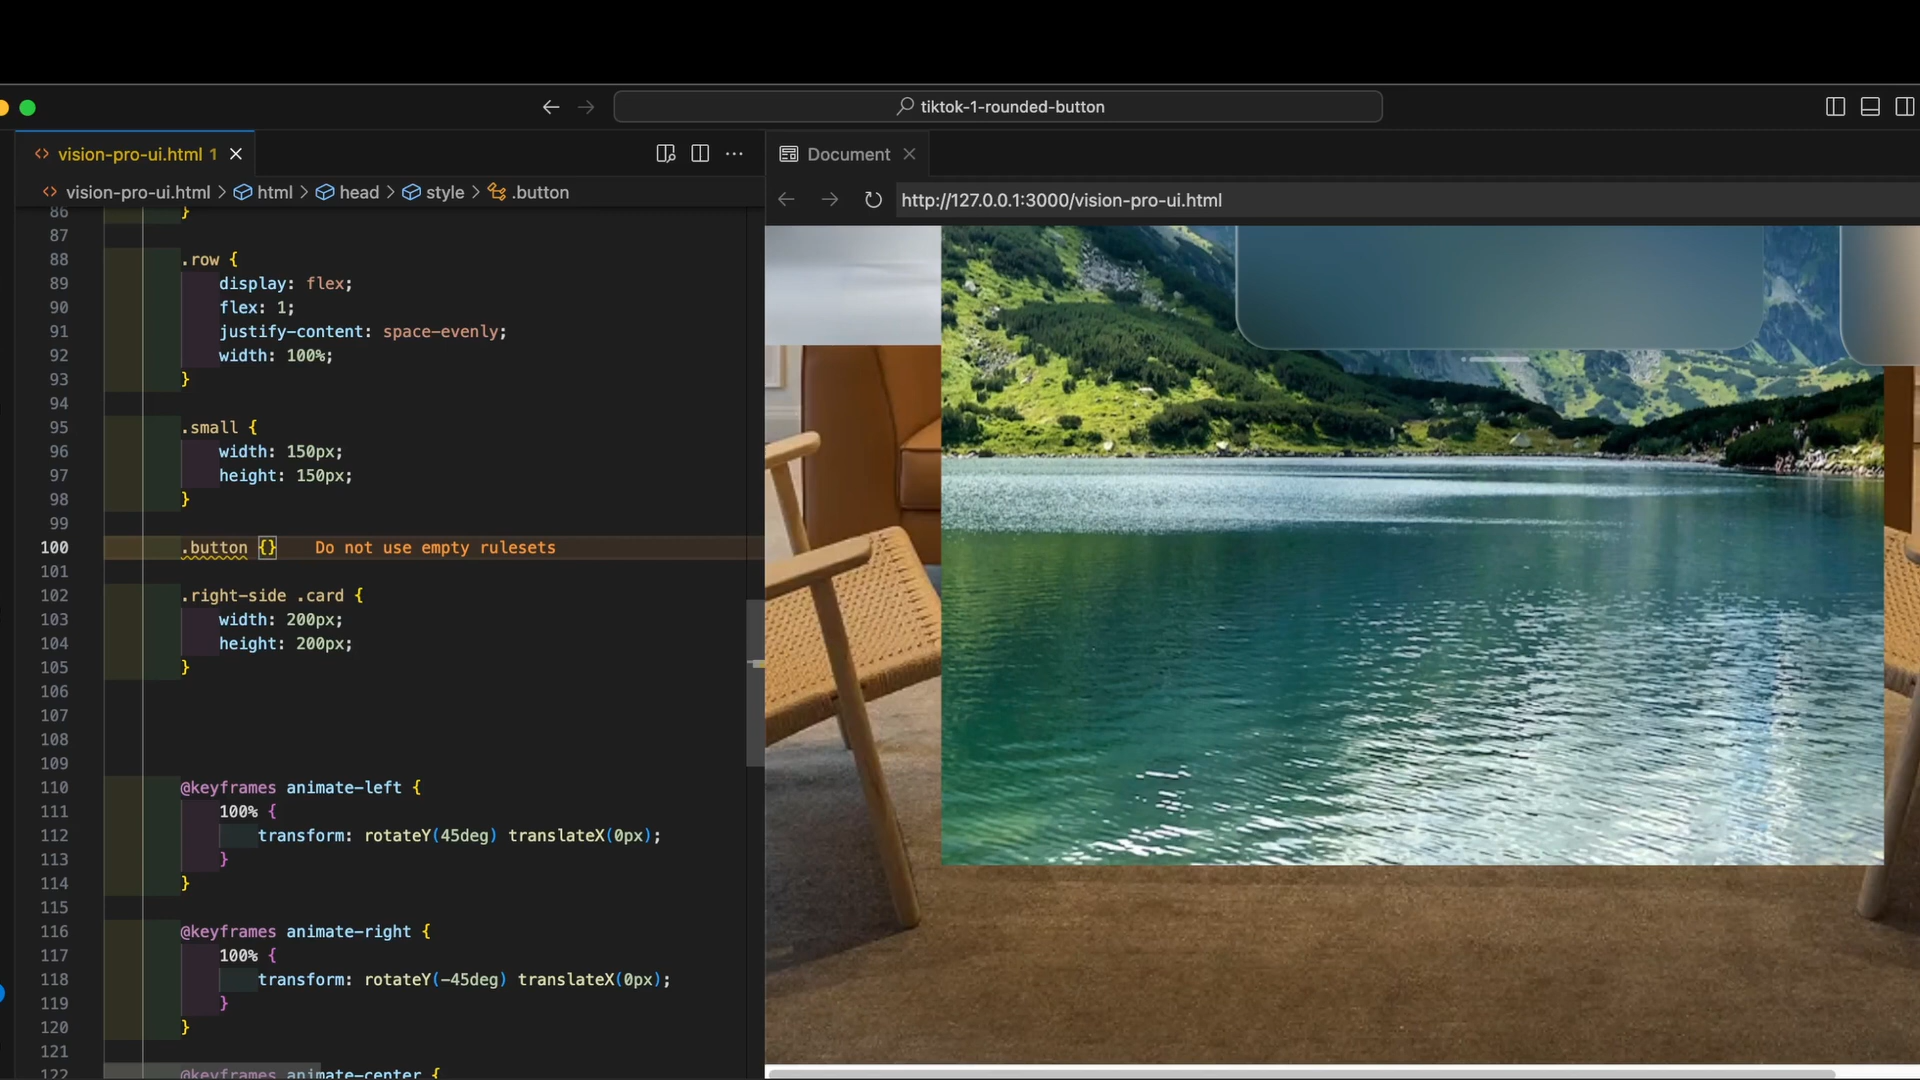 tiktok-1-rounded-button
vision-pro-ui.html 1
Document
vision-pro-ui.html > html > head > style > .button
http://127.0.0.1:3000/vision-pro-ui.html
86 }
87
88 .row {
89 display: flex;
90 flex: 1;
91 justify-content: space-evenly;
92 width: 100%;
93 }
94
95 .small {
96 width: 150px;
97 height: 150px;
98 }
99
100 .button {} Do not use empty rulesets
101
102 .right-side .card {
103 width: 200px;
104 height: 200px;
105 }
106
107
108
109
110 @keyframes animate-left {
111 100% {
112 transform: rotateY(45deg) translateX(0px);
113 }
114 }
115
116 @keyframes animate-right {
117 100% {
118 transform: rotateY(-45deg) translateX(0px);
119 }
120 }
121
122 @keyframes animate-center {